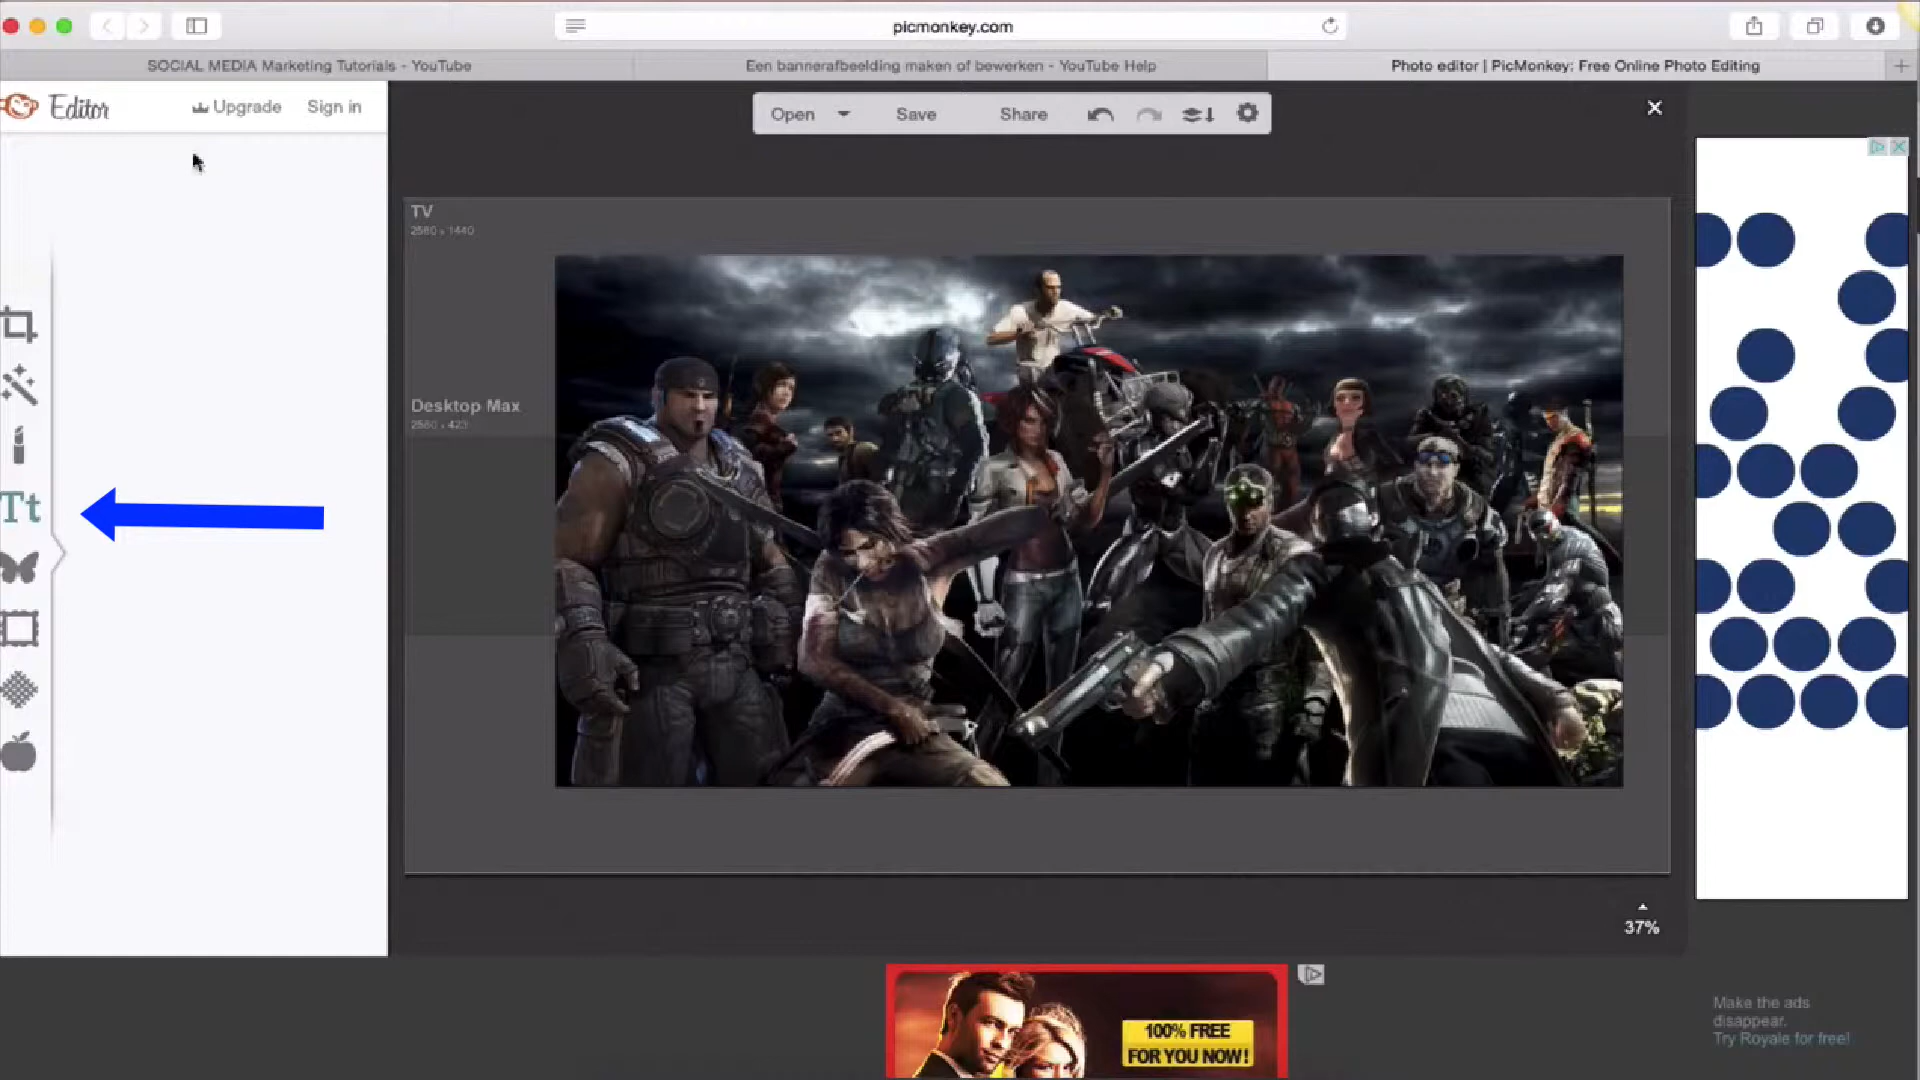 picmonkey.com
SOCIAL MEDIA Marketing Tutorials - YouTube
Een bannerafbeelding maken of bewerken - YouTube Help
Photo editor | PicMonkey: Free Online Photo Editing
Editor
Upgrade
Sign in
Open
Save
Share
TV
2560 x 1440
Desktop Max
2560 x 423
Tt
37%
100% FREE
FOR YOU NOW!
Make the ads
disappear.
Try Royale for free!